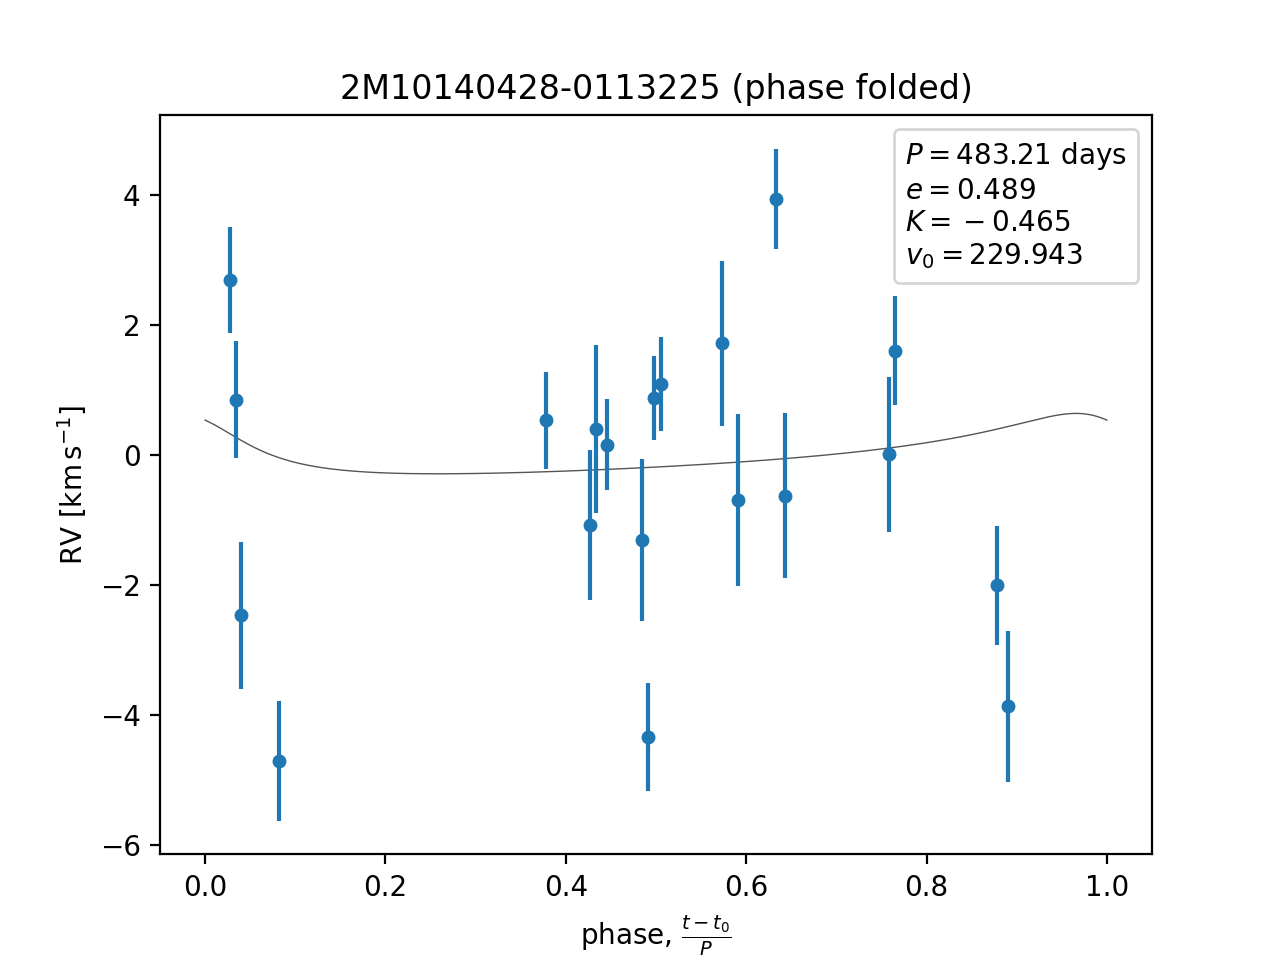 2M10140428-0113225 (phase folded)
P = 483.21 days
e = 0.489
K = −0.465
v₀ = 229.943
4
2
0
−2
−4
−6
RV [km s⁻¹]
0.0 0.2 0.4 0.6 0.8 1.0
phase, (t − t₀)/P